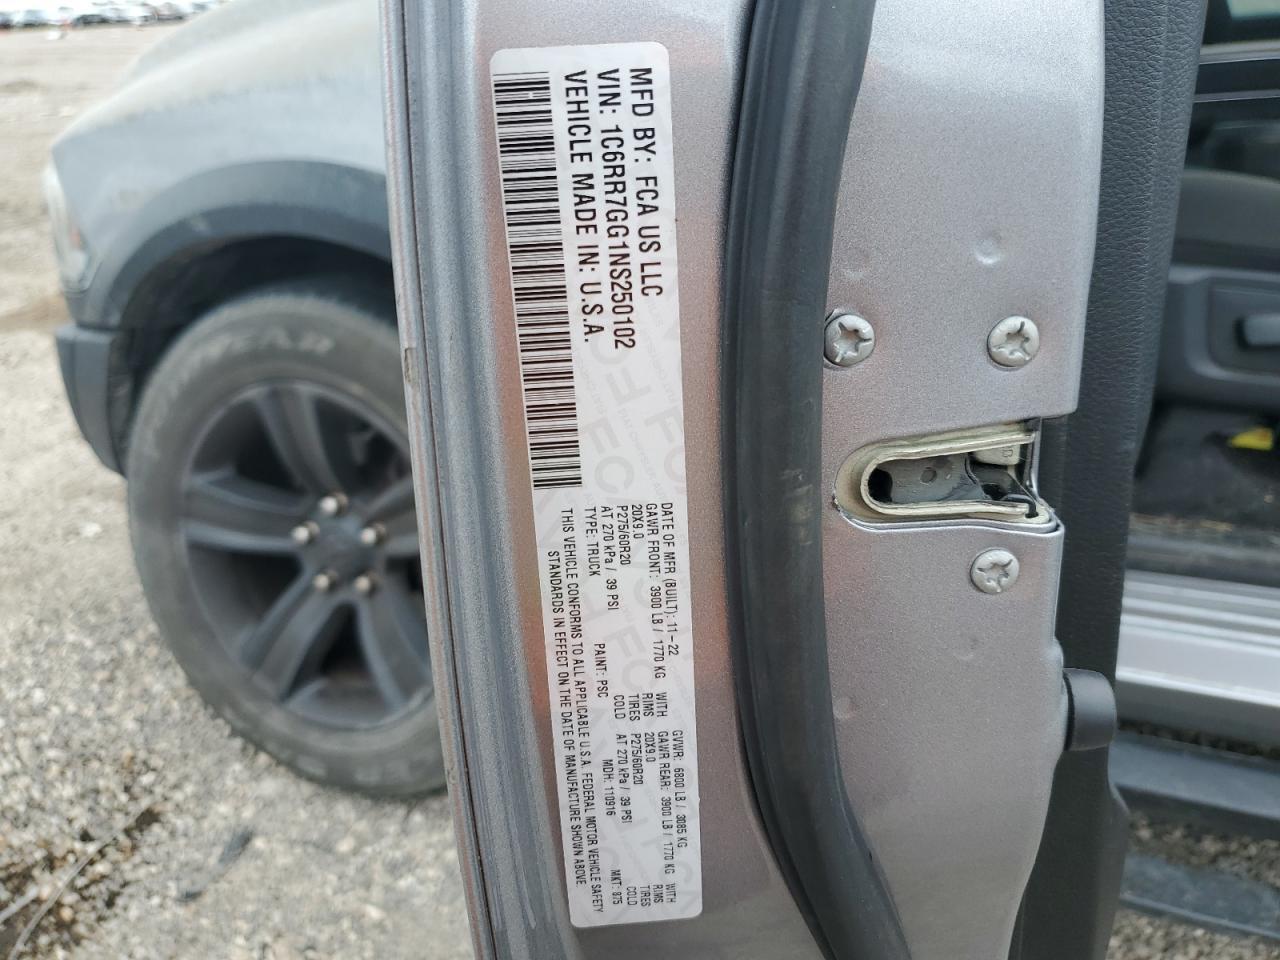 MFD BY: FCA US LLC
VIN: 1C6RR7GG1NS250102
VEHICLE MADE IN: U.S.A.
DATE OF MFR (BUILT): 11-22 GVWR: 6800 LB / 3085 KG
GAWR FRONT: 3900 LB / 1770 KG WITH GAWR REAR: 3900 LB / 1770 KG WITH
20X9.0 RIMS 20X9.0 RIMS
P275/60R20 TIRES P275/60R20 TIRES
AT 270 kPa / 39 PSI COLD AT 270 kPa / 39 PSI COLD
TYPE: TRUCK PAINT: PSC MDH: 110916 MKT: 875
THIS VEHICLE CONFORMS TO ALL APPLICABLE U.S.A. FEDERAL MOTOR VEHICLE SAFETY
STANDARDS IN EFFECT ON THE DATE OF MANUFACTURE SHOWN ABOVE.